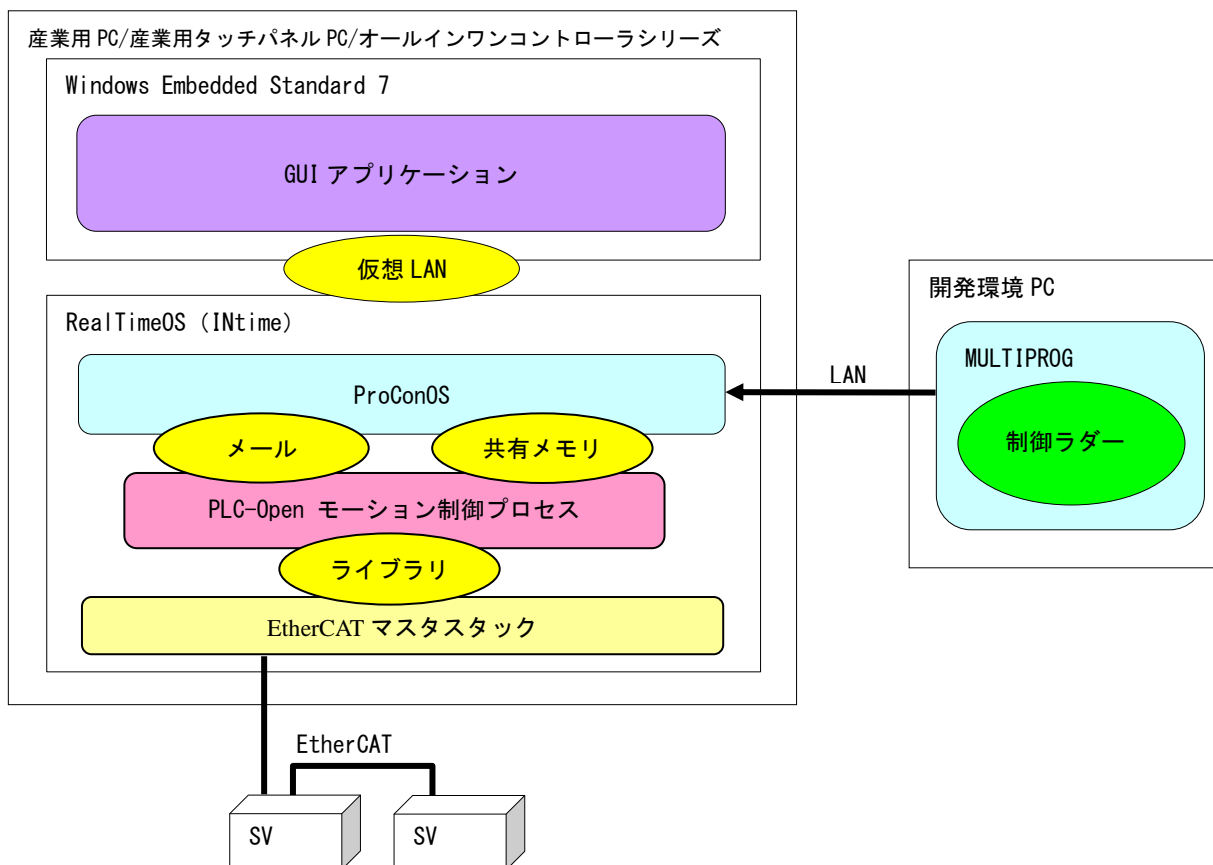 産業用 PC/産業用タッチパネル PC/オールインワンコントローラシリーズ
Windows Embedded Standard 7
GUI アプリケーション
仮想 LAN
RealTimeOS (INtime)
ProConOS
メール
共有メモリ
PLC-Open モーション制御プロセス
ライブラリ
EtherCAT マスタスタック
LAN
開発環境 PC
MULTIPROG
制御ラダー
EtherCAT
SV
SV